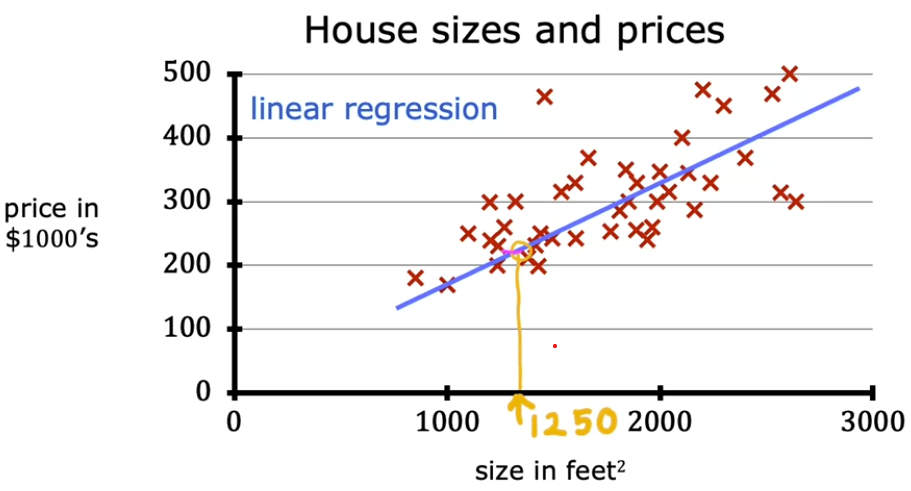 House sizes and prices
500
linear regression
400
300
price in
$1000’s
200
100
0
0 1000 1250 2000 3000
size in feet²